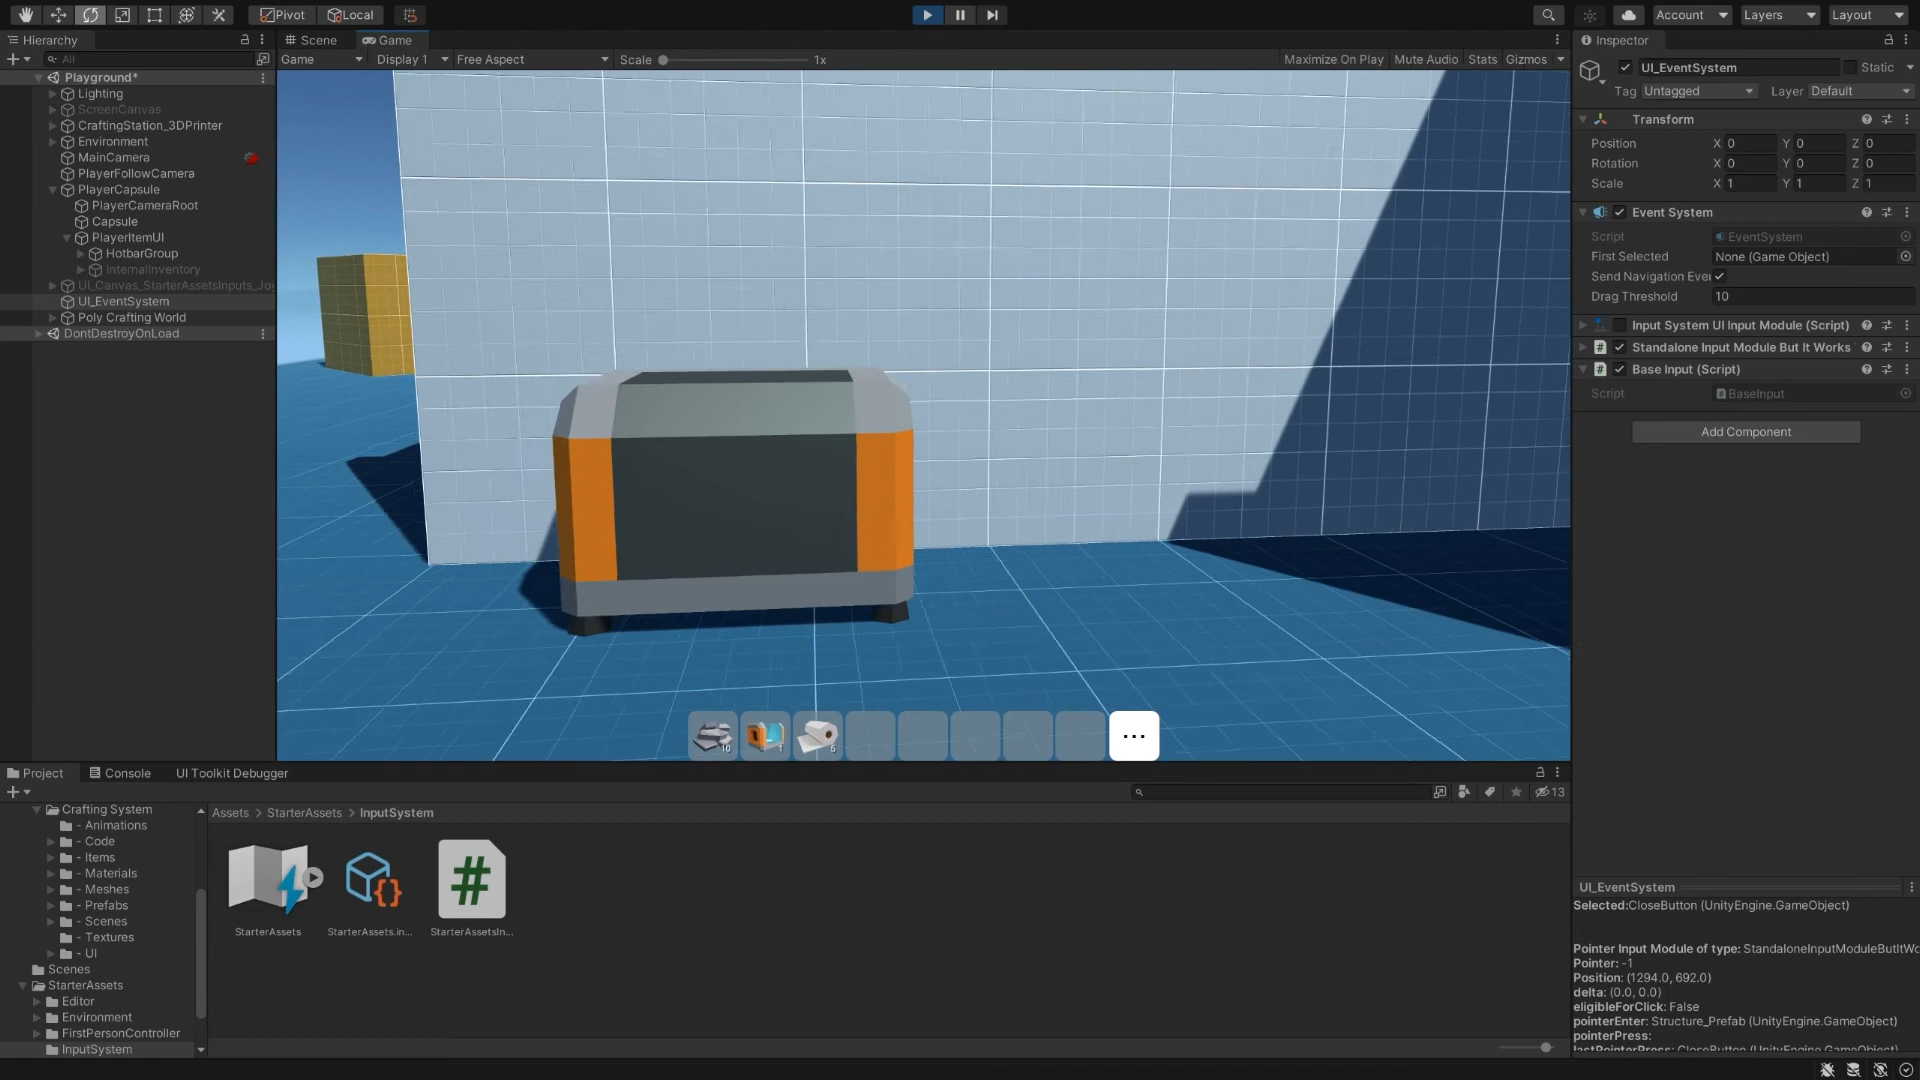 Pivot Local Account Layers Layout
Hierarchy Scene Game Inspector
All Game Display 1 Free Aspect Scale 1x Maximize On Play Mute Audio Stats Gizmos
Playground*
Lighting
ScreenCanvas
CraftingStation_3DPrinter
Environment
MainCamera
PlayerFollowCamera
PlayerCapsule
PlayerCameraRoot
Capsule
PlayerItemUI
HotbarGroup
InternalInventory
UI_Canvas_StarterAssetsInputs_Joy
UI_EventSystem
Poly Crafting World
DontDestroyOnLoad
10 1 5 ...
UI_EventSystem Static
Tag Untagged Layer Default
Transform
Position X 0 Y 0 Z 0
Rotation X 0 Y 0 Z 0
Scale X 1 Y 1 Z 1
Event System
Script EventSystem
First Selected None (Game Object)
Send Navigation Eve
Drag Threshold 10
Input System UI Input Module (Script)
Standalone Input Module But It Works
Base Input (Script)
Script BaseInput
Add Component
Project Console UI Toolkit Debugger
13
Crafting System
- Animations
- Code
- Items
- Materials
- Meshes
- Prefabs
- Scenes
- Textures
- UI
Scenes
StarterAssets
Editor
Environment
FirstPersonController
InputSystem
Assets > StarterAssets > InputSystem
StarterAssets StarterAssets.in... StarterAssetsIn...
UI_EventSystem
Selected:CloseButton (UnityEngine.GameObject)
Pointer Input Module of type: StandaloneInputModuleButItWo
Pointer: -1
Position: (1294.0, 692.0)
delta: (0.0, 0.0)
eligibleForClick: False
pointerEnter: Structure_Prefab (UnityEngine.GameObject)
pointerPress:
lastPointerPress: CloseButton (UnityEngine.GameObject)